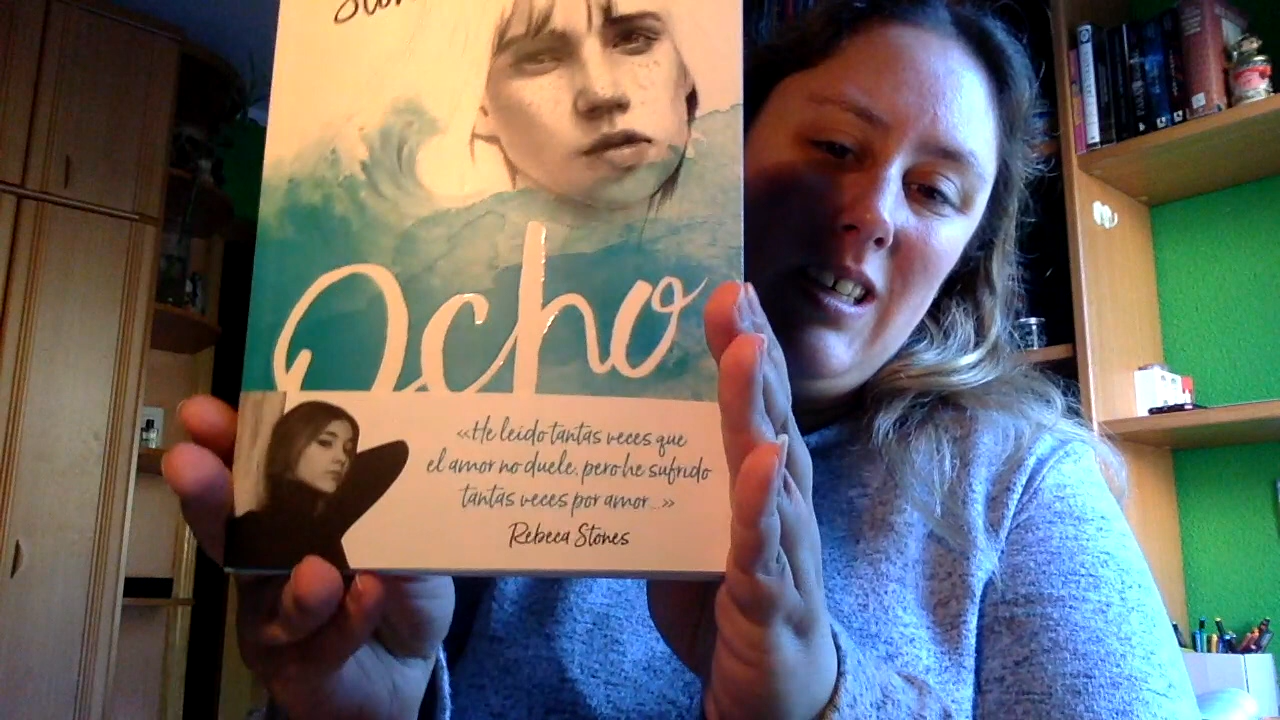 Ocho
«He leído tantas veces que
el amor no duele, pero he sufrido
tantas veces por amor...»
Rebeca Stones